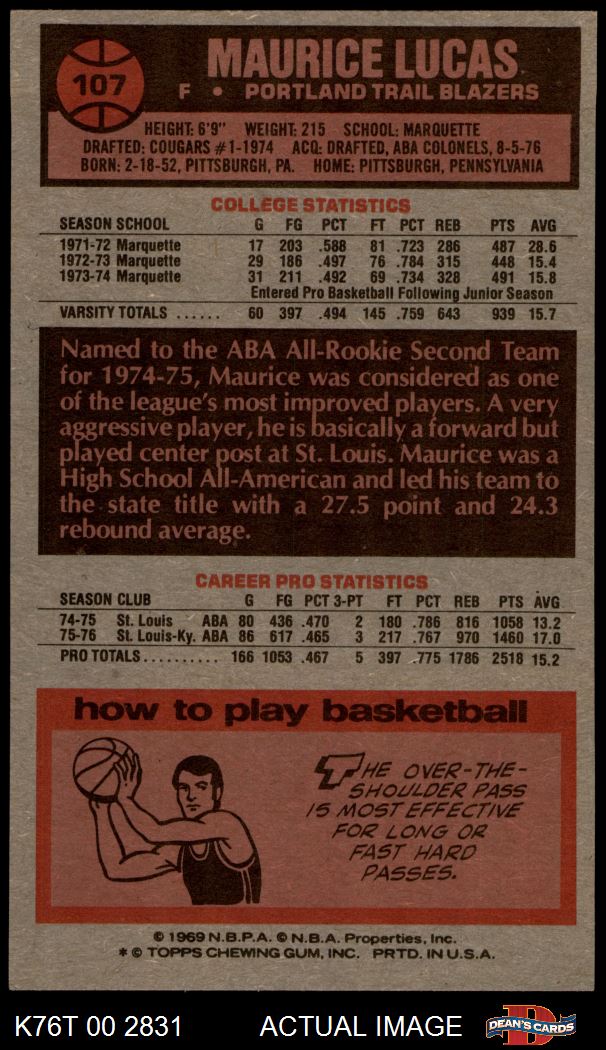 107
MAURICE LUCAS
F • PORTLAND TRAIL BLAZERS
HEIGHT: 6'9" WEIGHT: 215 SCHOOL: MARQUETTE
DRAFTED: COUGARS #1-1974 ACQ: DRAFTED, ABA COLONELS, 8-5-76
BORN: 2-18-52, PITTSBURGH, PA. HOME: PITTSBURGH, PENNSYLVANIA
COLLEGE STATISTICS
SEASON SCHOOL G FG PCT FT PCT REB PTS AVG
1971-72 Marquette 17 203 .588 81 .723 286 487 28.6
1972-73 Marquette 29 186 .497 76 .784 315 448 15.4
1973-74 Marquette 31 211 .492 69 .734 328 491 15.8
Entered Pro Basketball Following Junior Season
VARSITY TOTALS ...... 60 397 .494 145 .759 643 939 15.7
Named to the ABA All-Rookie Second Team
for 1974-75, Maurice was considered as one
of the league's most improved players. A very
aggressive player, he is basically a forward but
played center post at St. Louis. Maurice was a
High School All-American and led his team to
the state title with a 27.5 point and 24.3
rebound average.
CAREER PRO STATISTICS
SEASON CLUB G FG PCT 3-PT FT PCT REB PTS AVG
74-75 St. Louis ABA 80 436 .470 2 180 .786 816 1058 13.2
75-76 St. Louis-Ky. ABA 86 617 .465 3 217 .767 970 1460 17.0
PRO TOTALS.......... 166 1053 .467 5 397 .775 1786 2518 15.2
how to play basketball
THE OVER-THE-
SHOULDER PASS
IS MOST EFFECTIVE
FOR LONG OR
FAST HARD
PASSES.
© 1969 N.B.P.A. © N.B.A. Properties, Inc.
* © TOPPS CHEWING GUM, INC. PRTD. IN U.S.A.
K76T 00 2831 ACTUAL IMAGE D DEAN'S CARDS